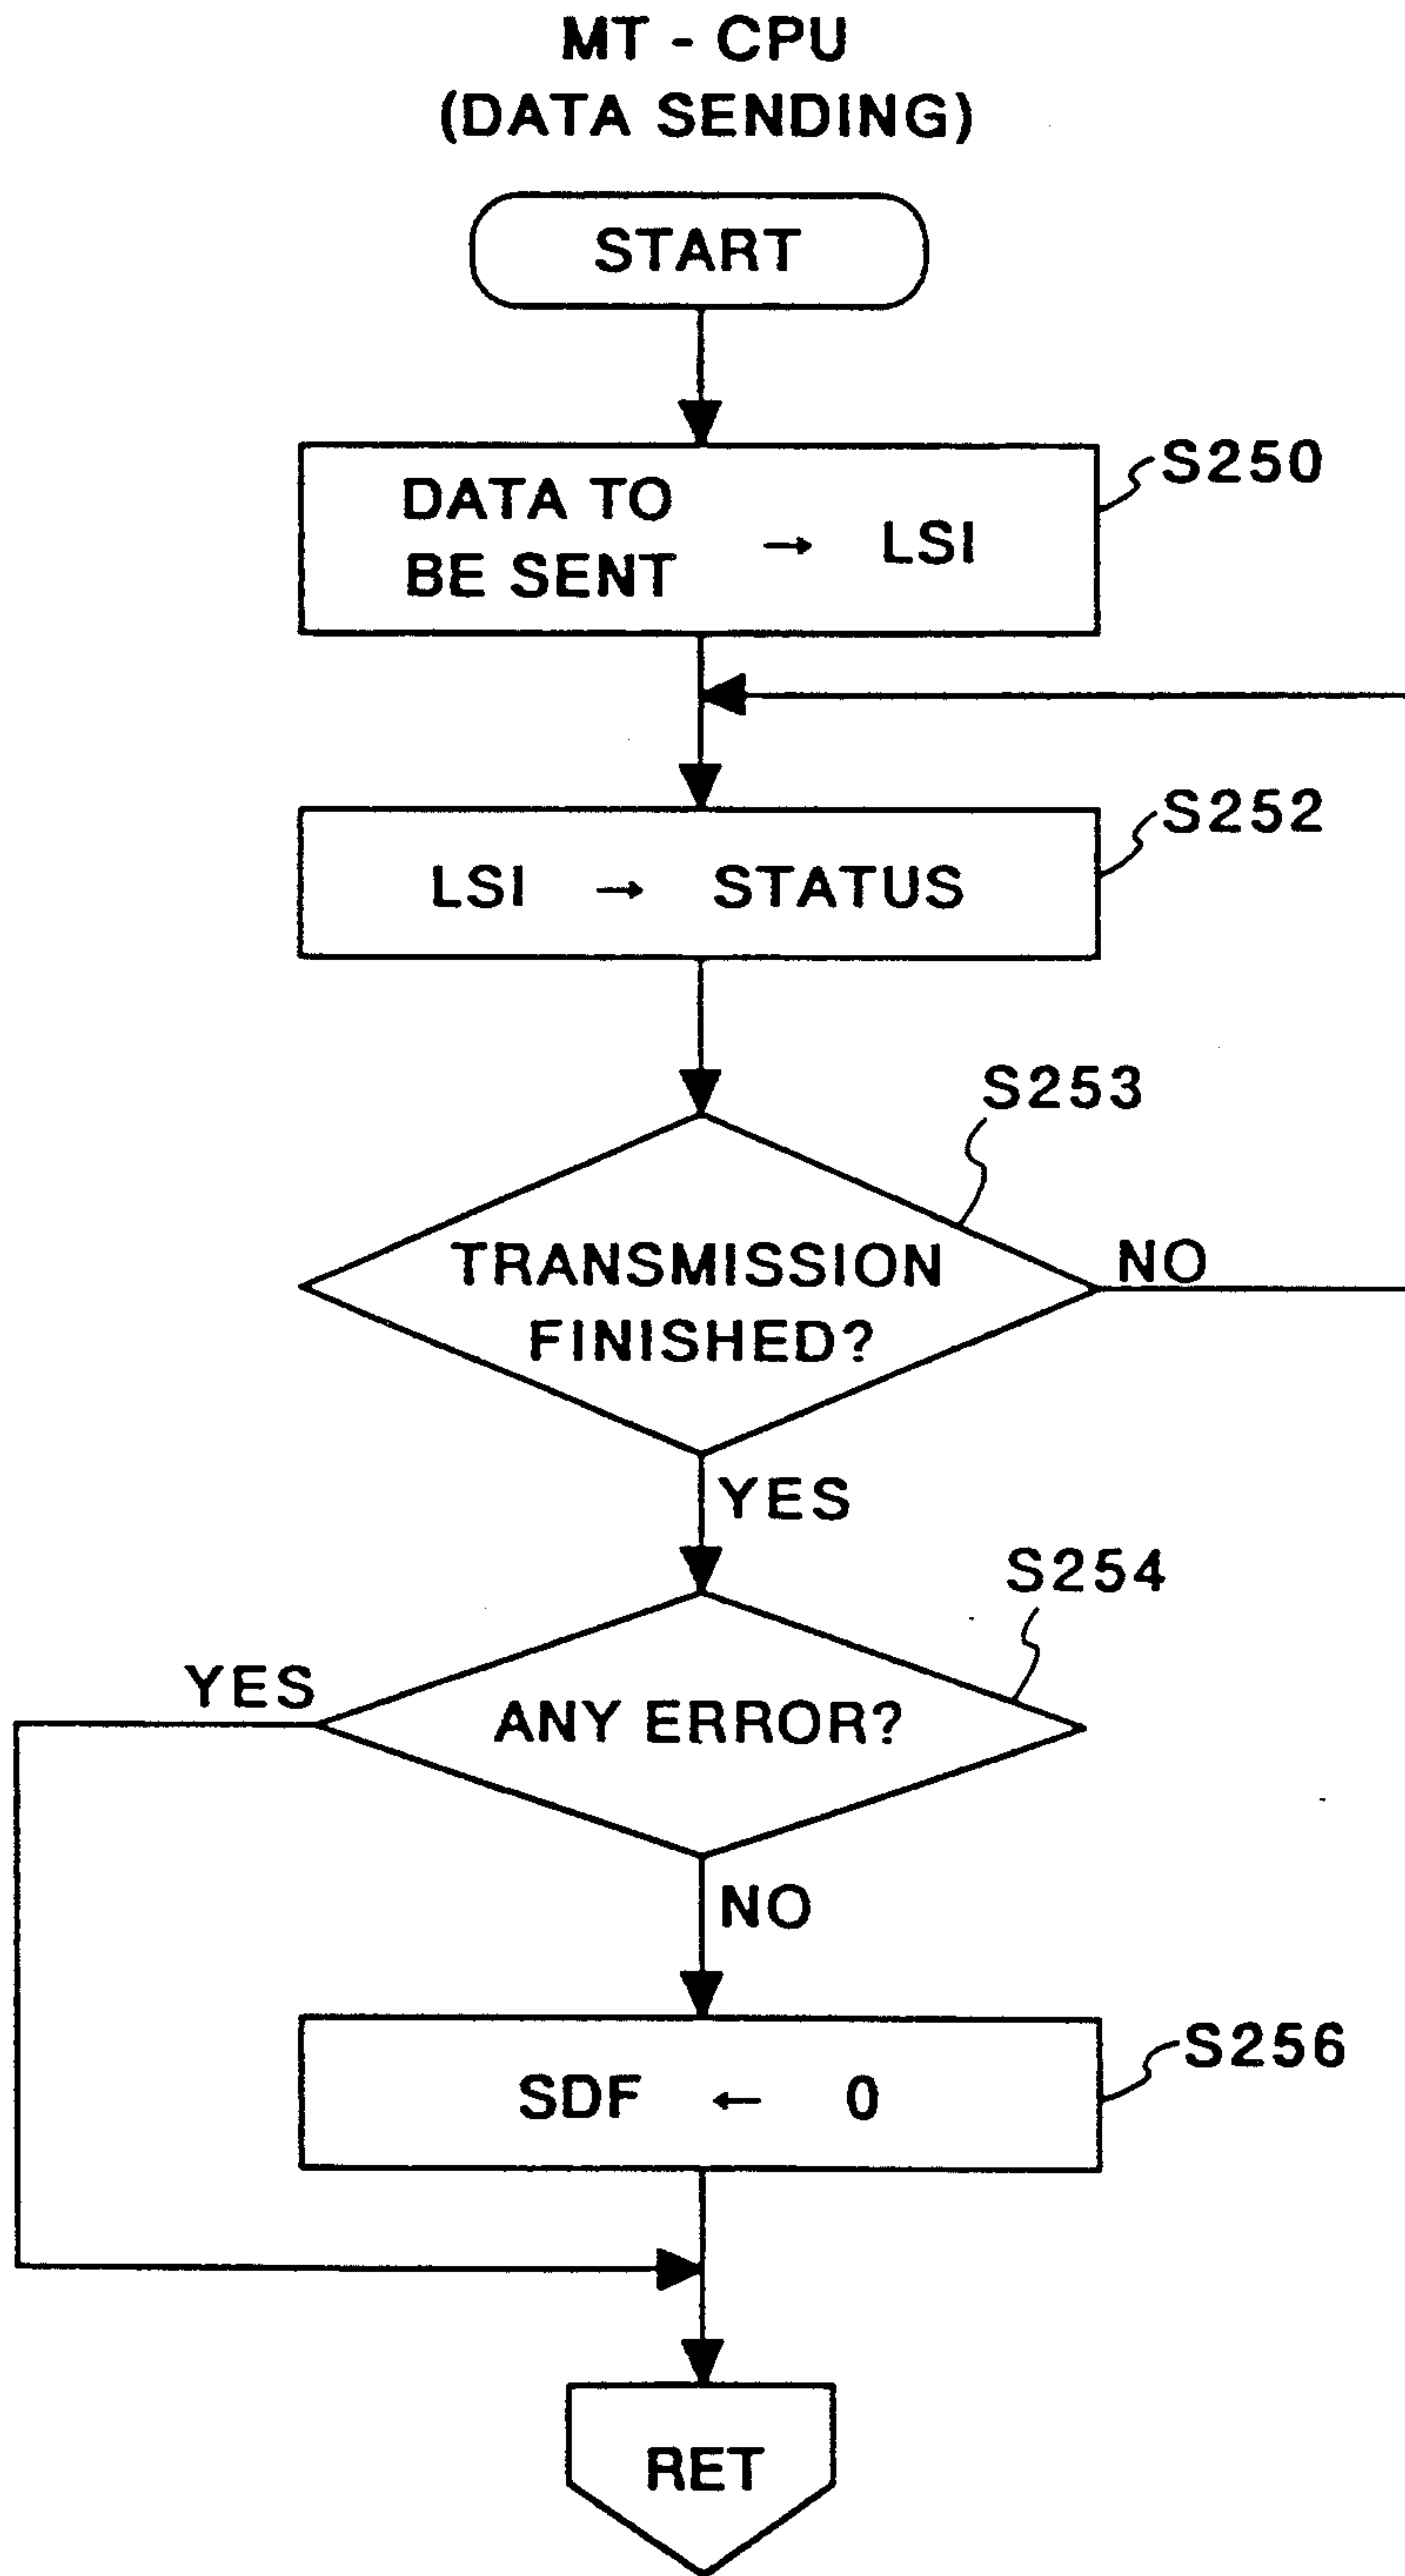 MT - CPU
(DATA SENDING)
START
S250
DATA TO
BE SENT → LSI
S252
LSI → STATUS
S253
TRANSMISSION
FINISHED?
NO
YES
S254
YES
ANY ERROR?
NO
S256
SDF ← 0
RET